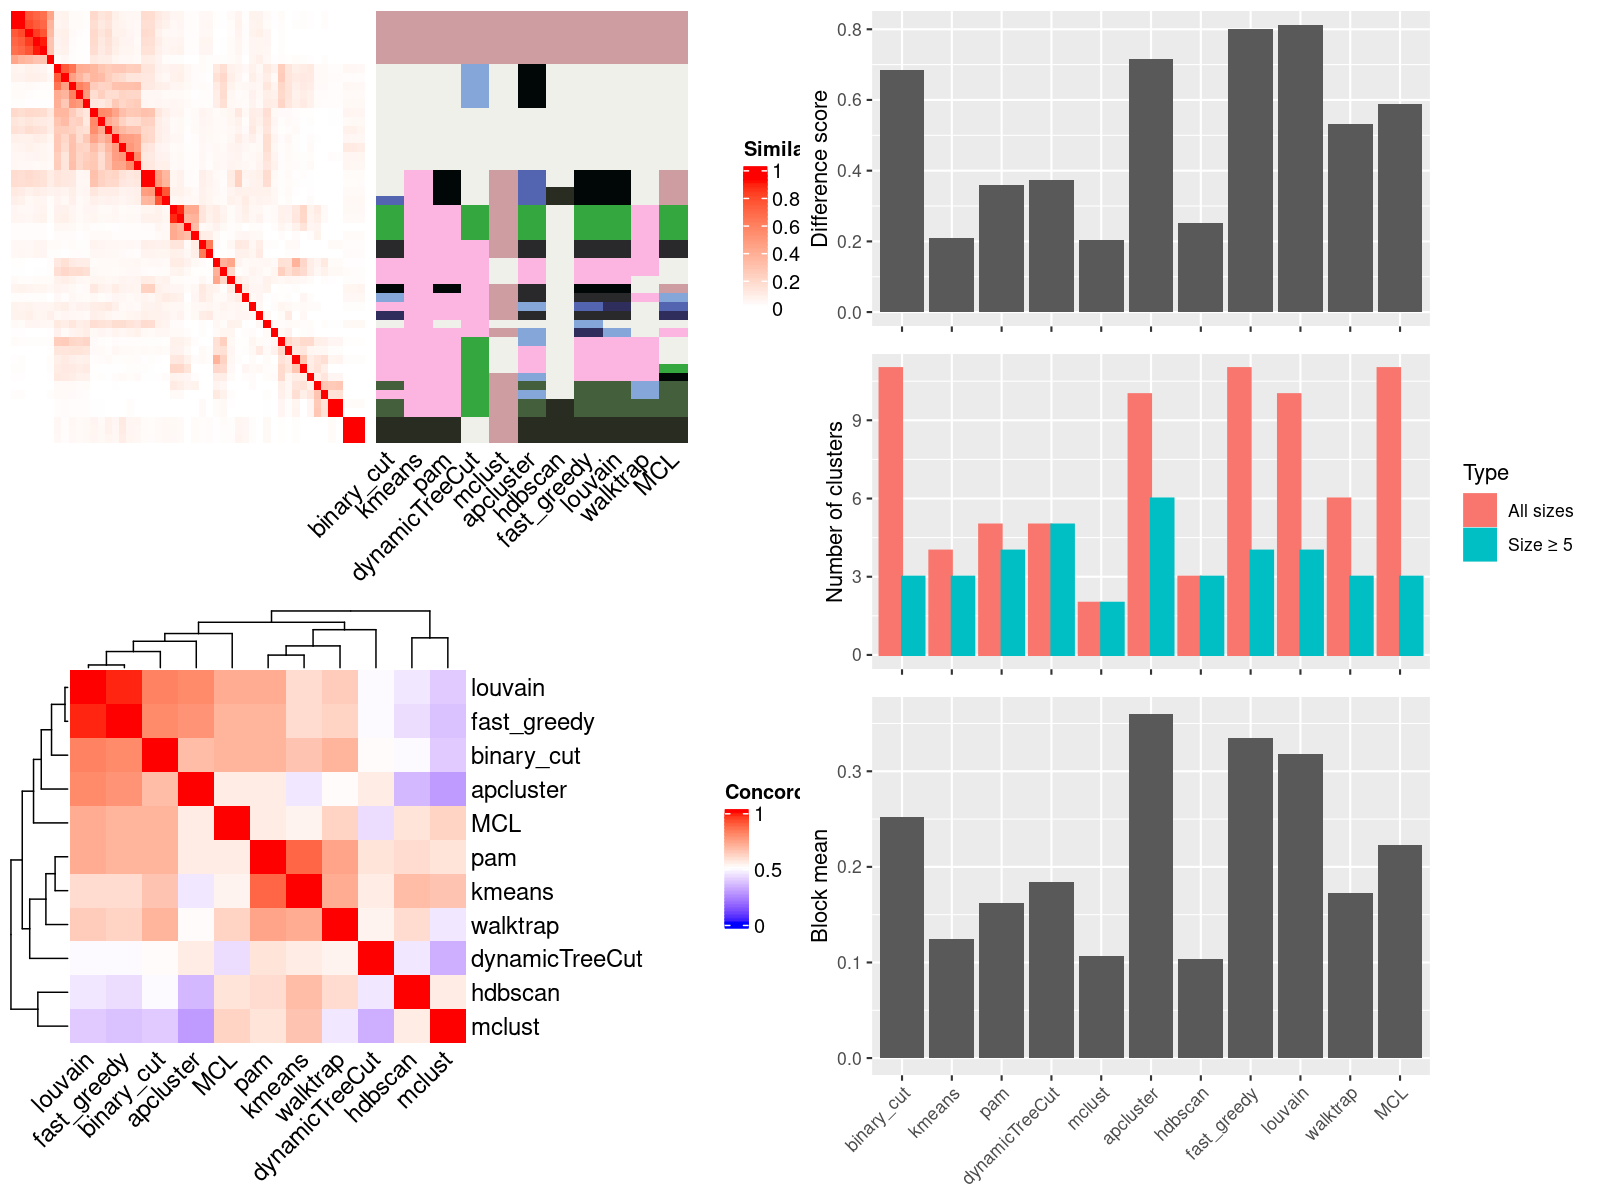 Simila
1
0.8
0.6
0.4
0.2
0
binary_cut
kmeans
pam
dynamicTreeCut
mclust
apcluster
hdbscan
fast_greedy
louvain
walktrap
MCL
louvain
fast_greedy
binary_cut
apcluster
MCL
pam
kmeans
walktrap
dynamicTreeCut
hdbscan
mclust
louvain
fast_greedy
binary_cut
apcluster
MCL
pam
kmeans
walktrap
dynamicTreeCut
hdbscan
mclust
Concord
1
0.5
0
Difference score
0.8
0.6
0.4
0.2
0.0
Number of clusters
9
6
3
0
Type
All sizes
Size ≥ 5
Block mean
0.3
0.2
0.1
0.0
binary_cut
kmeans
pam
dynamicTreeCut
mclust
apcluster
hdbscan
fast_greedy
louvain
walktrap
MCL